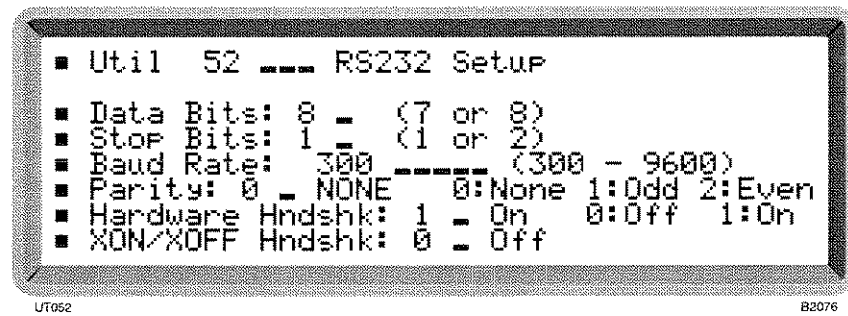 ▪ Util 52 ___ RS232 Setup
▪ Data Bits: 8 _ (7 or 8)
▪ Stop Bits: 1 _ (1 or 2)
▪ Baud Rate: 300 _____ (300 - 9600)
▪ Parity: 0 _ NONE 0:None 1:Odd 2:Even
▪ Hardware Hndshk: 1 _ On 0:Off 1:On
▪ XON/XOFF Hndshk: 0 _ Off
UT052 B2076